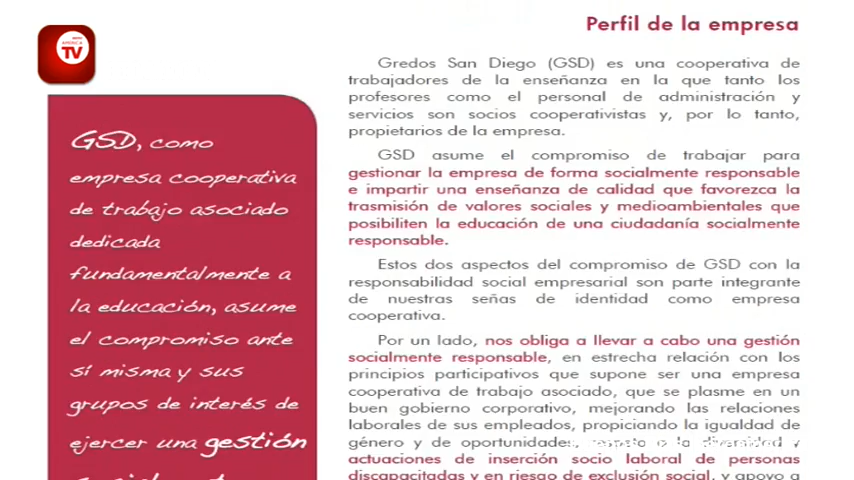 AMERICA
TV
Perfil de la empresa
GSD, como
empresa cooperativa
de trabajo asociado
dedicada
fundamentalmente a
la educación, asume
el compromiso ante
sí misma y sus
grupos de interés de
ejercer una gestión
Gredos San Diego (GSD) es una cooperativa de
trabajadores de la enseñanza en la que tanto los
profesores como el personal de administración y
servicios son socios cooperativistas y, por lo tanto,
propietarios de la empresa.
GSD asume el compromiso de trabajar para
gestionar la empresa de forma socialmente responsable
e impartir una enseñanza de calidad que favorezca la
trasmisión de valores sociales y medioambientales que
posibiliten la educación de una ciudadanía socialmente
responsable.
Estos dos aspectos del compromiso de GSD con la
responsabilidad social empresarial son parte integrante
de nuestras señas de identidad como empresa
cooperativa.
Por un lado, nos obliga a llevar a cabo una gestión
socialmente responsable, en estrecha relación con los
principios participativos que supone ser una empresa
cooperativa de trabajo asociado, que se plasme en un
buen gobierno corporativo, mejorando las relaciones
laborales de sus empleados, propiciando la igualdad de
género y de oportunidades, respeto a la diversidad y
actuaciones de inserción socio laboral de personas
discapacitadas y en riesgo de exclusión social, y apoyo a